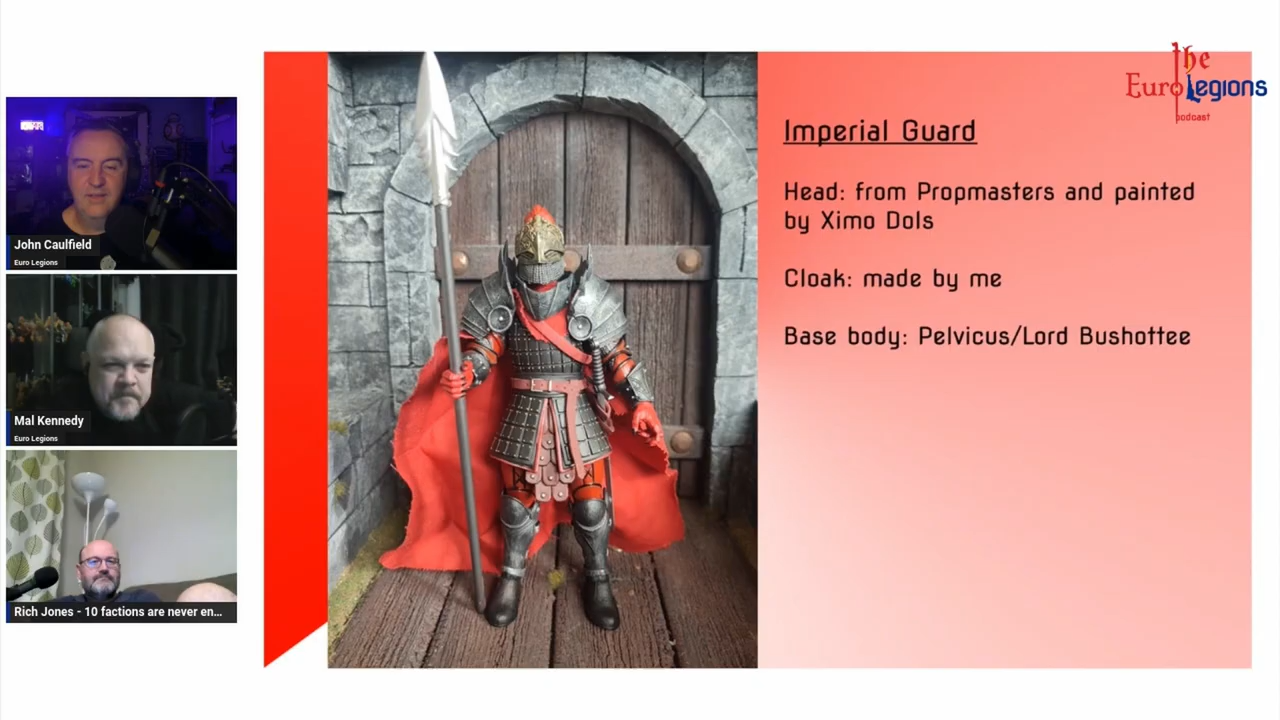 the
Euro Legions
podcast
Imperial Guard
Head: from Propmasters and painted
by Ximo Dols
Cloak: made by me
Base body: Pelvicus/Lord Bushottee
John Caulfield
Euro Legions
Mal Kennedy
Euro Legions
Rich Jones - 10 factions are never en...